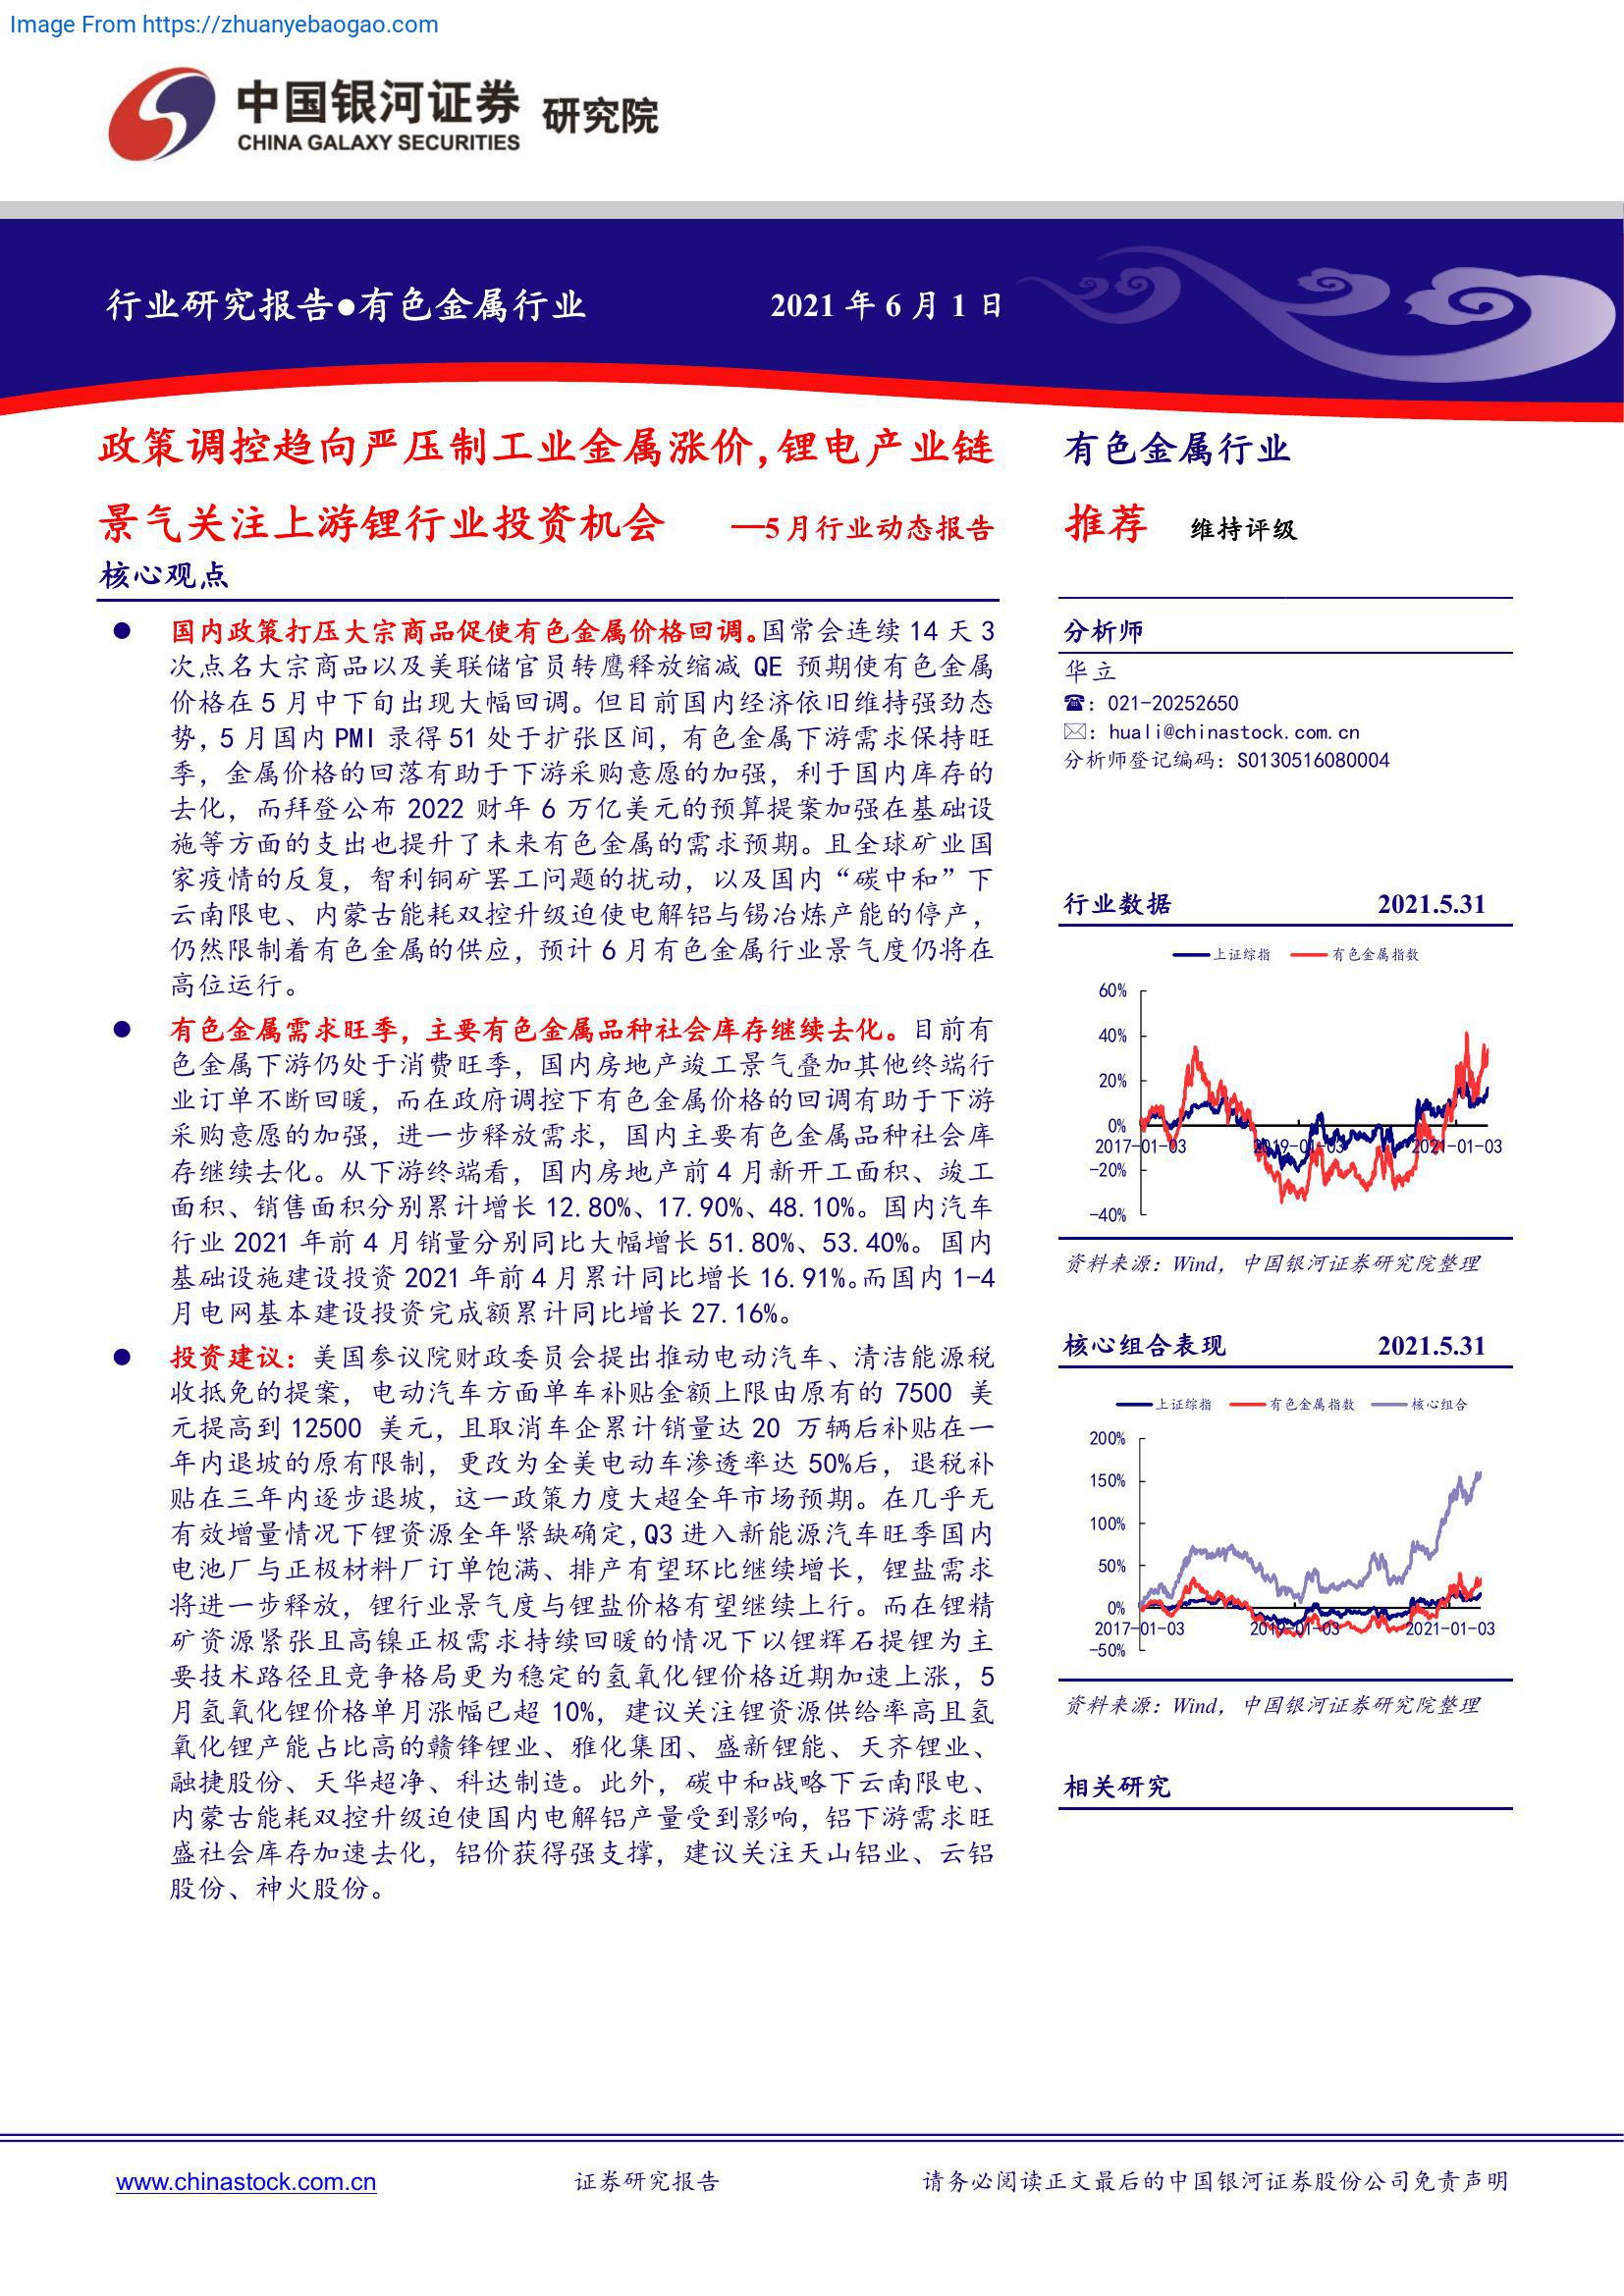 Image From https://zhuanyebaogao.com
中国银河证券 研究院
CHINA GALAXY SECURITIES
行业研究报告●有色金属行业 2021 年 6 月 1 日
政策调控趋向严压制工业金属涨价，锂电产业链
景气关注上游锂行业投资机会 —5 月行业动态报告
核心观点
● 国内政策打压大宗商品促使有色金属价格回调。国常会连续 14 天 3
次点名大宗商品以及美联储官员转鹰释放缩减 QE 预期使有色金属
价格在 5 月中下旬出现大幅回调。但目前国内经济依旧维持强劲态
势，5 月国内 PMI 录得 51 处于扩张区间，有色金属下游需求保持旺
季，金属价格的回落有助于下游采购意愿的加强，利于国内库存的
去化，而拜登公布 2022 财年 6 万亿美元的预算提案加强在基础设
施等方面的支出也提升了未来有色金属的需求预期。且全球矿业国
家疫情的反复，智利铜矿罢工问题的扰动，以及国内“碳中和”下
云南限电、内蒙古能耗双控升级迫使电解铝与锡冶炼产能的停产，
仍然限制着有色金属的供应，预计 6 月有色金属行业景气度仍将在
高位运行。
● 有色金属需求旺季，主要有色金属品种社会库存继续去化。目前有
色金属下游仍处于消费旺季，国内房地产竣工景气叠加其他终端行
业订单不断回暖，而在政府调控下有色金属价格的回调有助于下游
采购意愿的加强，进一步释放需求，国内主要有色金属品种社会库
存继续去化。从下游终端看，国内房地产前 4 月新开工面积、竣工
面积、销售面积分别累计增长 12.80%、17.90%、48.10%。国内汽车
行业 2021 年前 4 月销量分别同比大幅增长 51.80%、53.40%。国内
基础设施建设投资 2021 年前 4 月累计同比增长 16.91%。而国内 1-4
月电网基本建设投资完成额累计同比增长 27.16%。
● 投资建议：美国参议院财政委员会提出推动电动汽车、清洁能源税
收抵免的提案，电动汽车方面单车补贴金额上限由原有的 7500 美
元提高到 12500 美元，且取消车企累计销量达 20 万辆后补贴在一
年内退坡的原有限制，更改为全美电动车渗透率达 50%后，退税补
贴在三年内逐步退坡，这一政策力度大超全年市场预期。在几乎无
有效增量情况下锂资源全年紧缺确定，Q3 进入新能源汽车旺季国内
电池厂与正极材料厂订单饱满、排产有望环比继续增长，锂盐需求
将进一步释放，锂行业景气度与锂盐价格有望继续上行。而在锂精
矿资源紧张且高镍正极需求持续回暖的情况下以锂辉石提锂为主
要技术路径且竞争格局更为稳定的氢氧化锂价格近期加速上涨，5
月氢氧化锂价格单月涨幅已超 10%，建议关注锂资源供给率高且氢
氧化锂产能占比高的赣锋锂业、雅化集团、盛新锂能、天齐锂业、
融捷股份、天华超净、科达制造。此外，碳中和战略下云南限电、
内蒙古能耗双控升级迫使国内电解铝产量受到影响，铝下游需求旺
盛社会库存加速去化，铝价获得强支撑，建议关注天山铝业、云铝
股份、神火股份。
有色金属行业
推荐 维持评级
分析师
华立
☎：021-20252650
✉：huali@chinastock.com.cn
分析师登记编码：S0130516080004
行业数据 2021.5.31
上证综指 有色金属指数
60%
40%
20%
0%
2017-01-03 2019-01-03 2021-01-03
-20%
-40%
资料来源：Wind，中国银河证券研究院整理
核心组合表现 2021.5.31
上证综指 有色金属指数 核心组合
200%
150%
100%
50%
0%
2017-01-03 2019-01-03 2021-01-03
-50%
资料来源：Wind，中国银河证券研究院整理
相关研究
www.chinastock.com.cn 证券研究报告 请务必阅读正文最后的中国银河证券股份公司免责声明